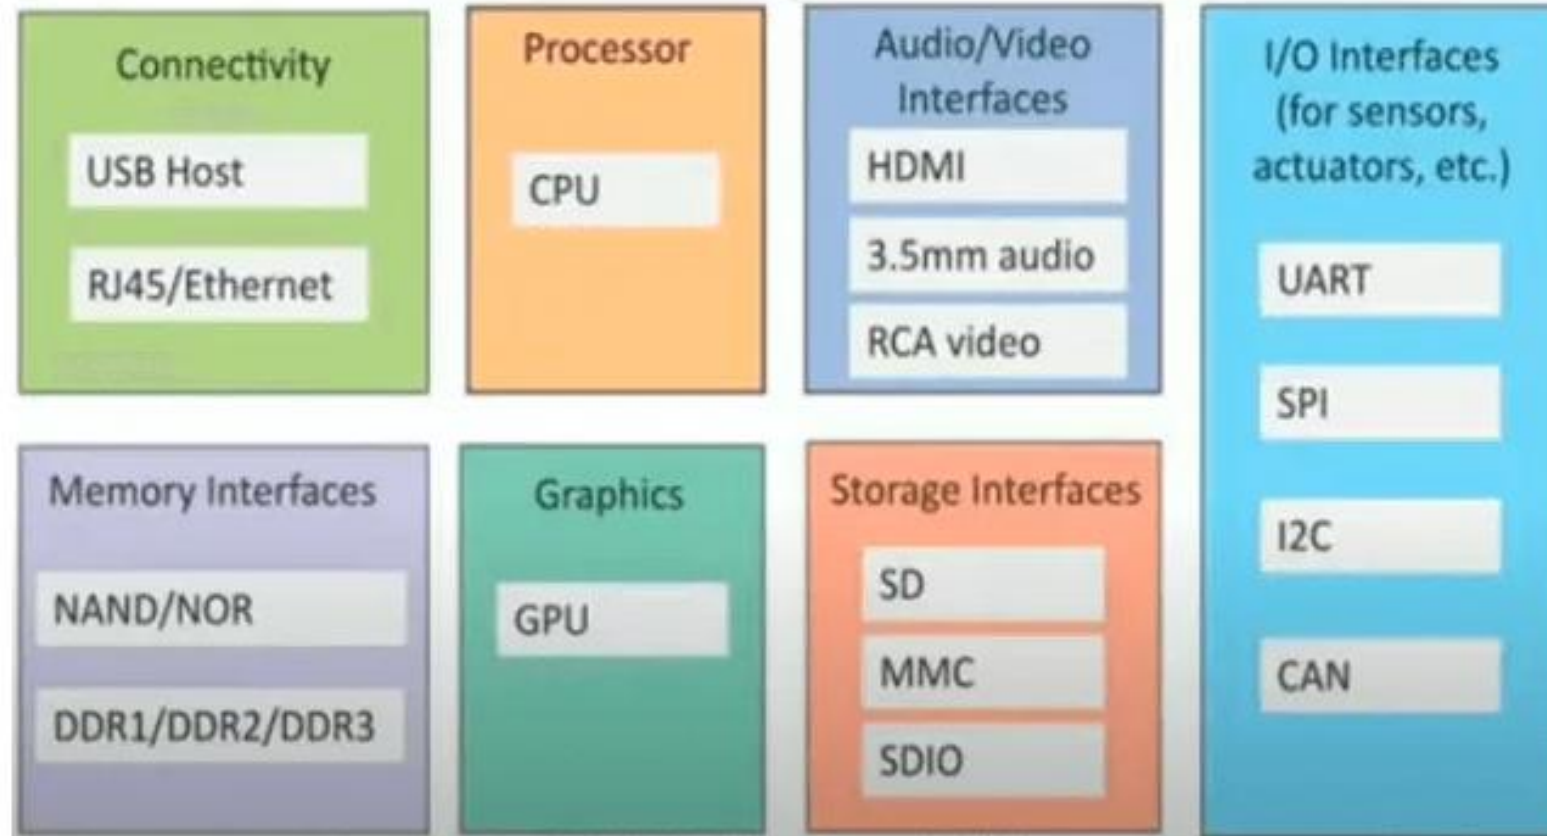 Connectivity
USB Host
RJ45/Ethernet
Processor
CPU
Audio/Video
Interfaces
HDMI
3.5mm audio
RCA video
I/O Interfaces
(for sensors,
actuators, etc.)
UART
SPI
I2C
CAN
Memory Interfaces
NAND/NOR
DDR1/DDR2/DDR3
Graphics
GPU
Storage Interfaces
SD
MMC
SDIO